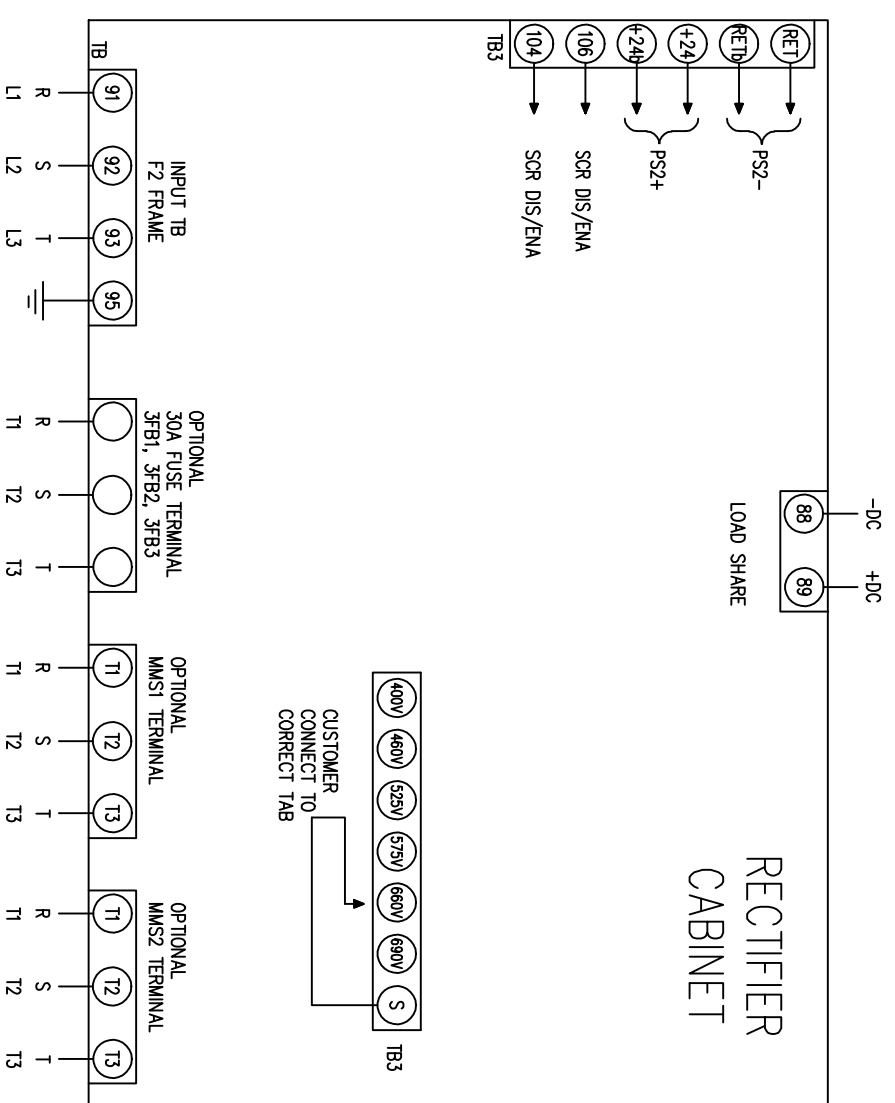 -DC
+DC
88
89
LOAD SHARE
RET
RETb
PS2-
+24
+24b
PS2+
106
SCR DIS/ENA
104
SCR DIS/ENA
TB3
RECTIFIER
CABINET
400V
460V
525V
575V
660V
690V
S
TB3
CUSTOMER
CONNECT TO
CORRECT TAB
INPUT TB
F2 FRAME
OPTIONAL
30A FUSE TERMINAL
3FB1, 3FB2, 3FB3
OPTIONAL
MMS1 TERMINAL
OPTIONAL
MMS2 TERMINAL
TB
91
92
93
95
T1
T2
T3
T1
T2
T3
R
S
T
R
S
T
R
S
T
R
S
T
L1
L2
L3
T1
T2
T3
T1
T2
T3
T1
T2
T3